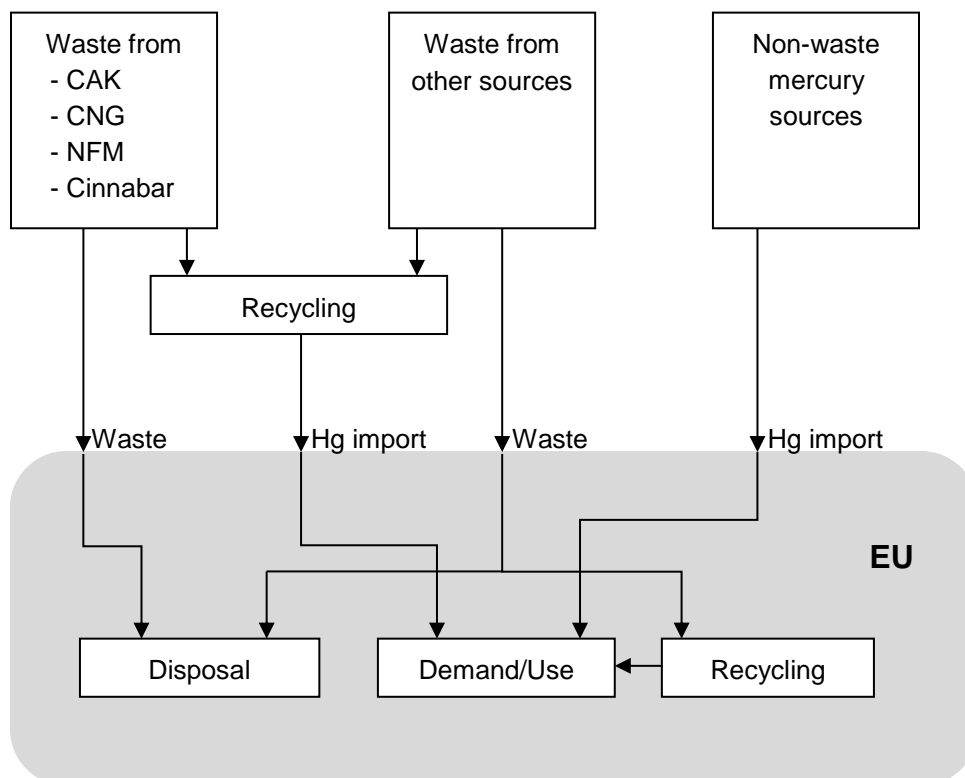 Waste from
- CAK
- CNG
- NFM
- Cinnabar
Waste from
other sources
Non-waste
mercury
sources
Recycling
Waste
Hg import
Waste
Hg import
EU
Disposal
Demand/Use
Recycling